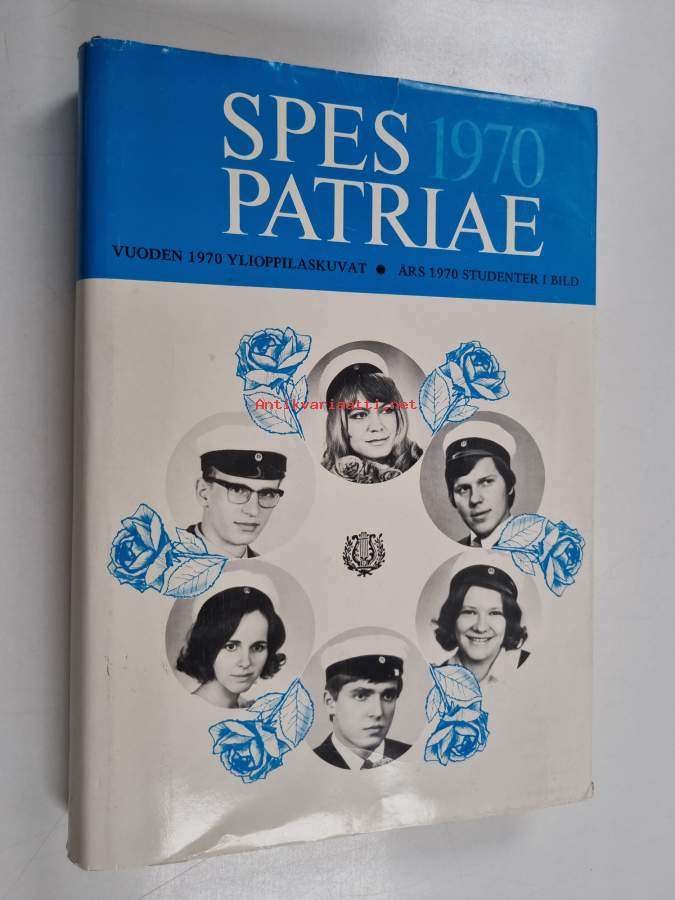 SPES 1970
PATRIAE
VUODEN 1970 YLIOPPILASKUVAT ● ÅRS 1970 STUDENTER I BILD
Antikvariaatti.net